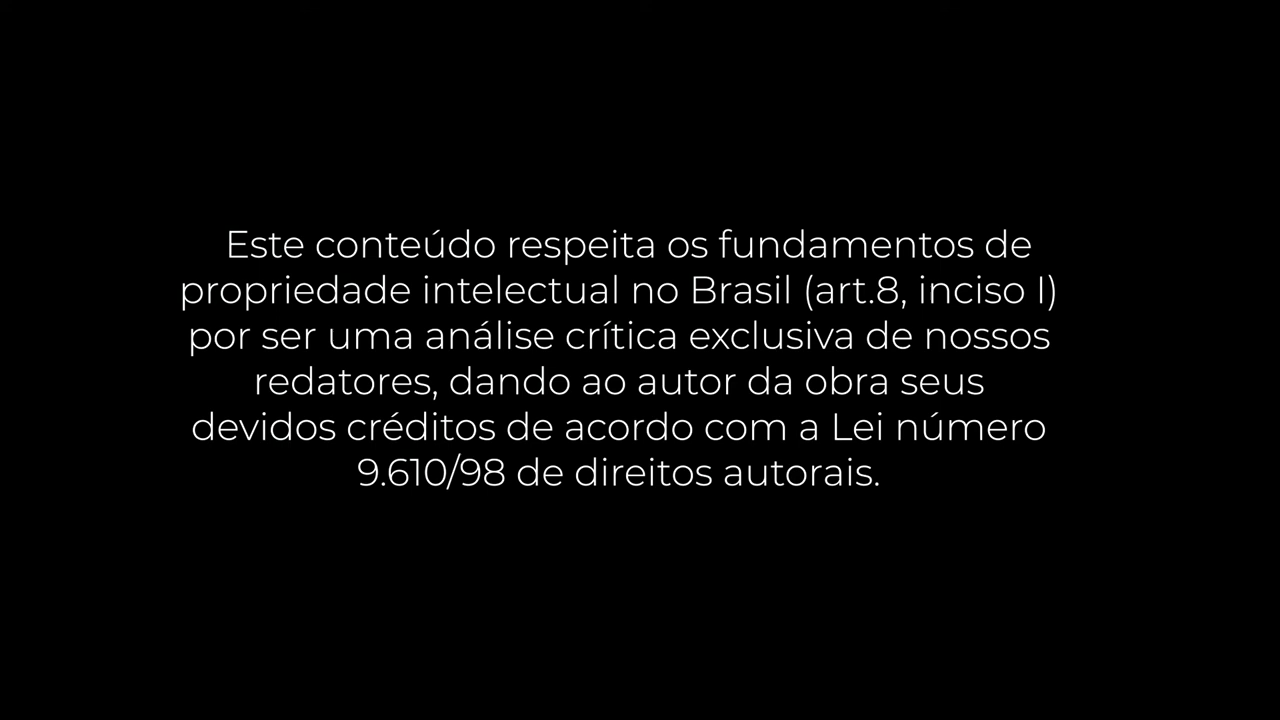 Este conteúdo respeita os fundamentos de
propriedade intelectual no Brasil (art.8, inciso I)
por ser uma análise crítica exclusiva de nossos
redatores, dando ao autor da obra seus
devidos créditos de acordo com a Lei número
9.610/98 de direitos autorais.